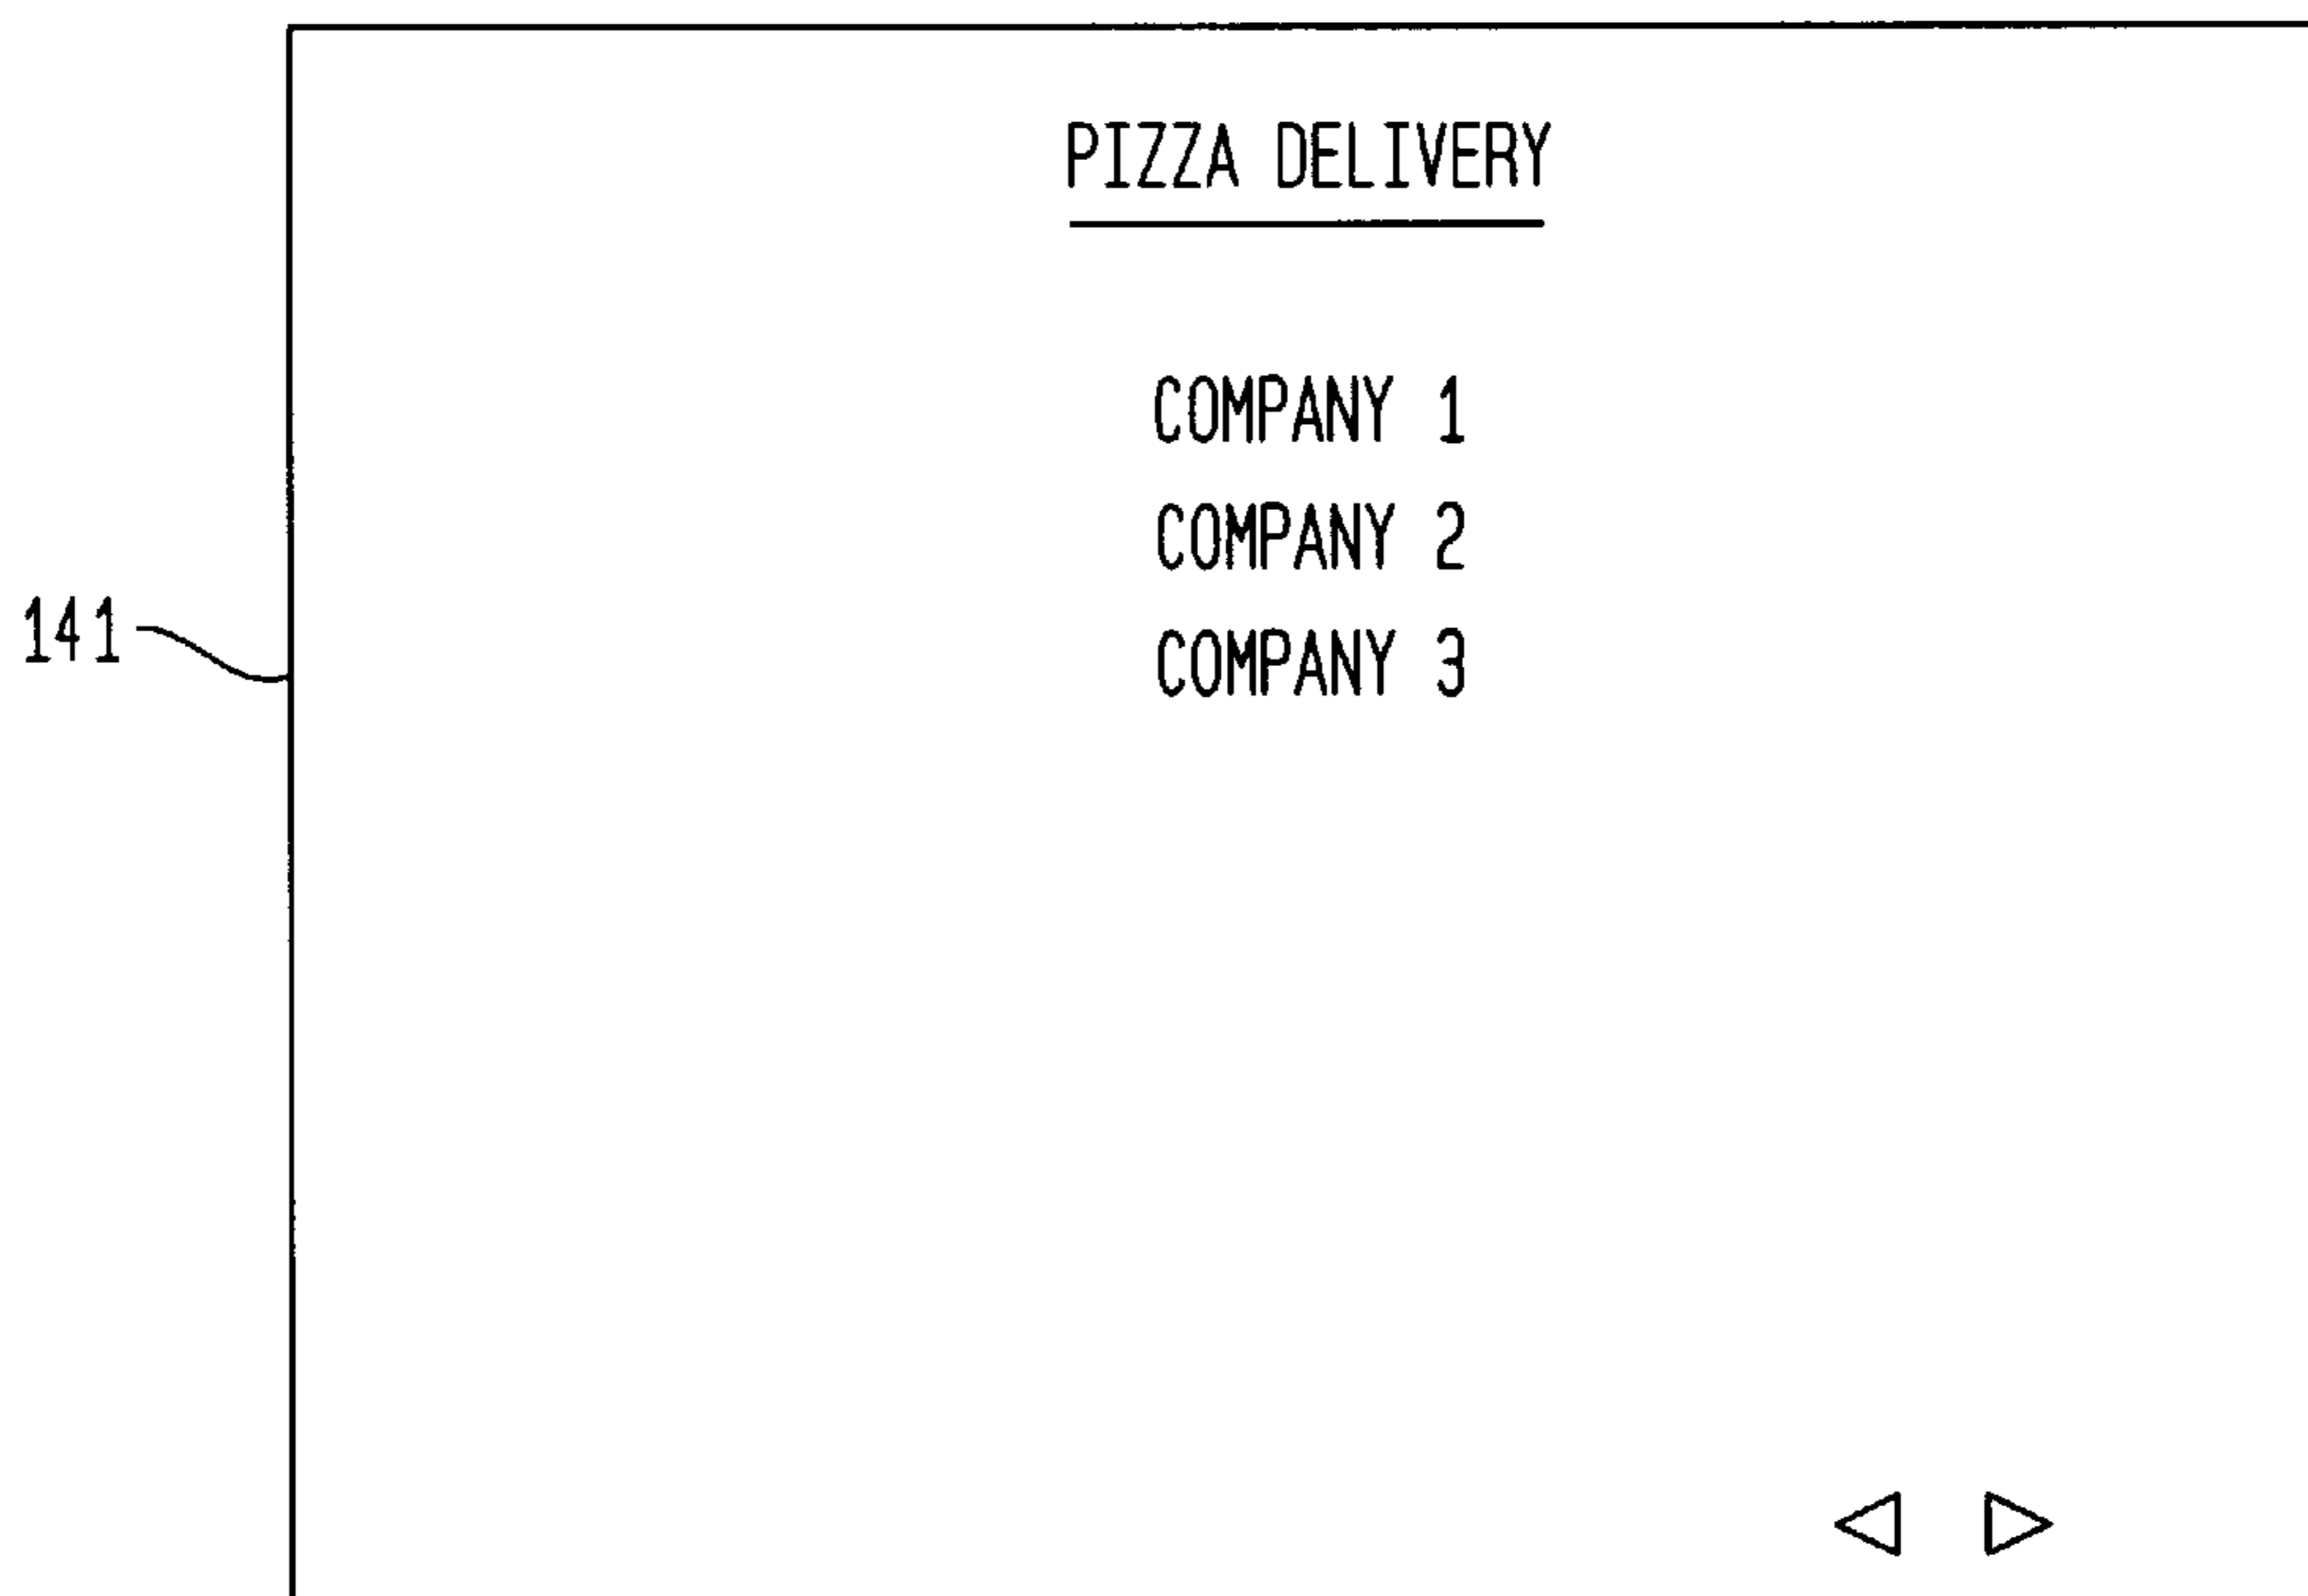 PIZZA DELIVERY
COMPANY 1
COMPANY 2
141
COMPANY 3